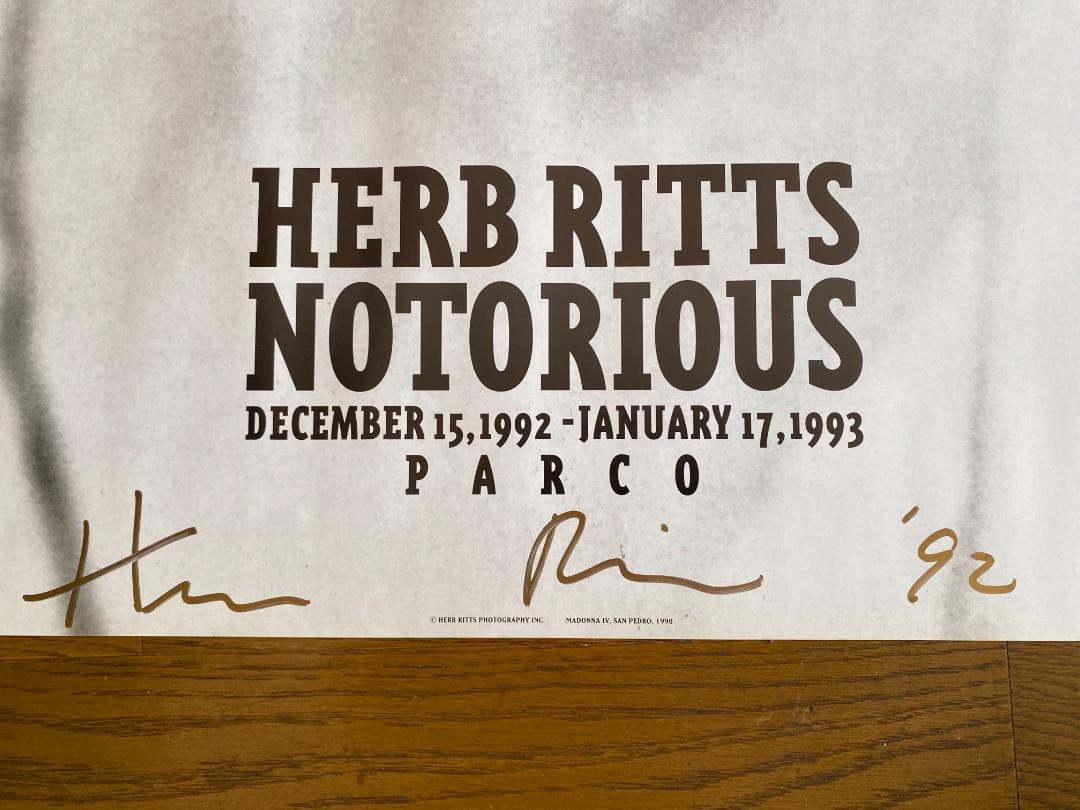 HERB RITTS
NOTORIOUS
DECEMBER 15,1992 - JANUARY 17,1993
PARCO
'92
© HERB RITTS PHOTOGRAPHY INC. MADONNA IV, SAN PEDRO, 1990